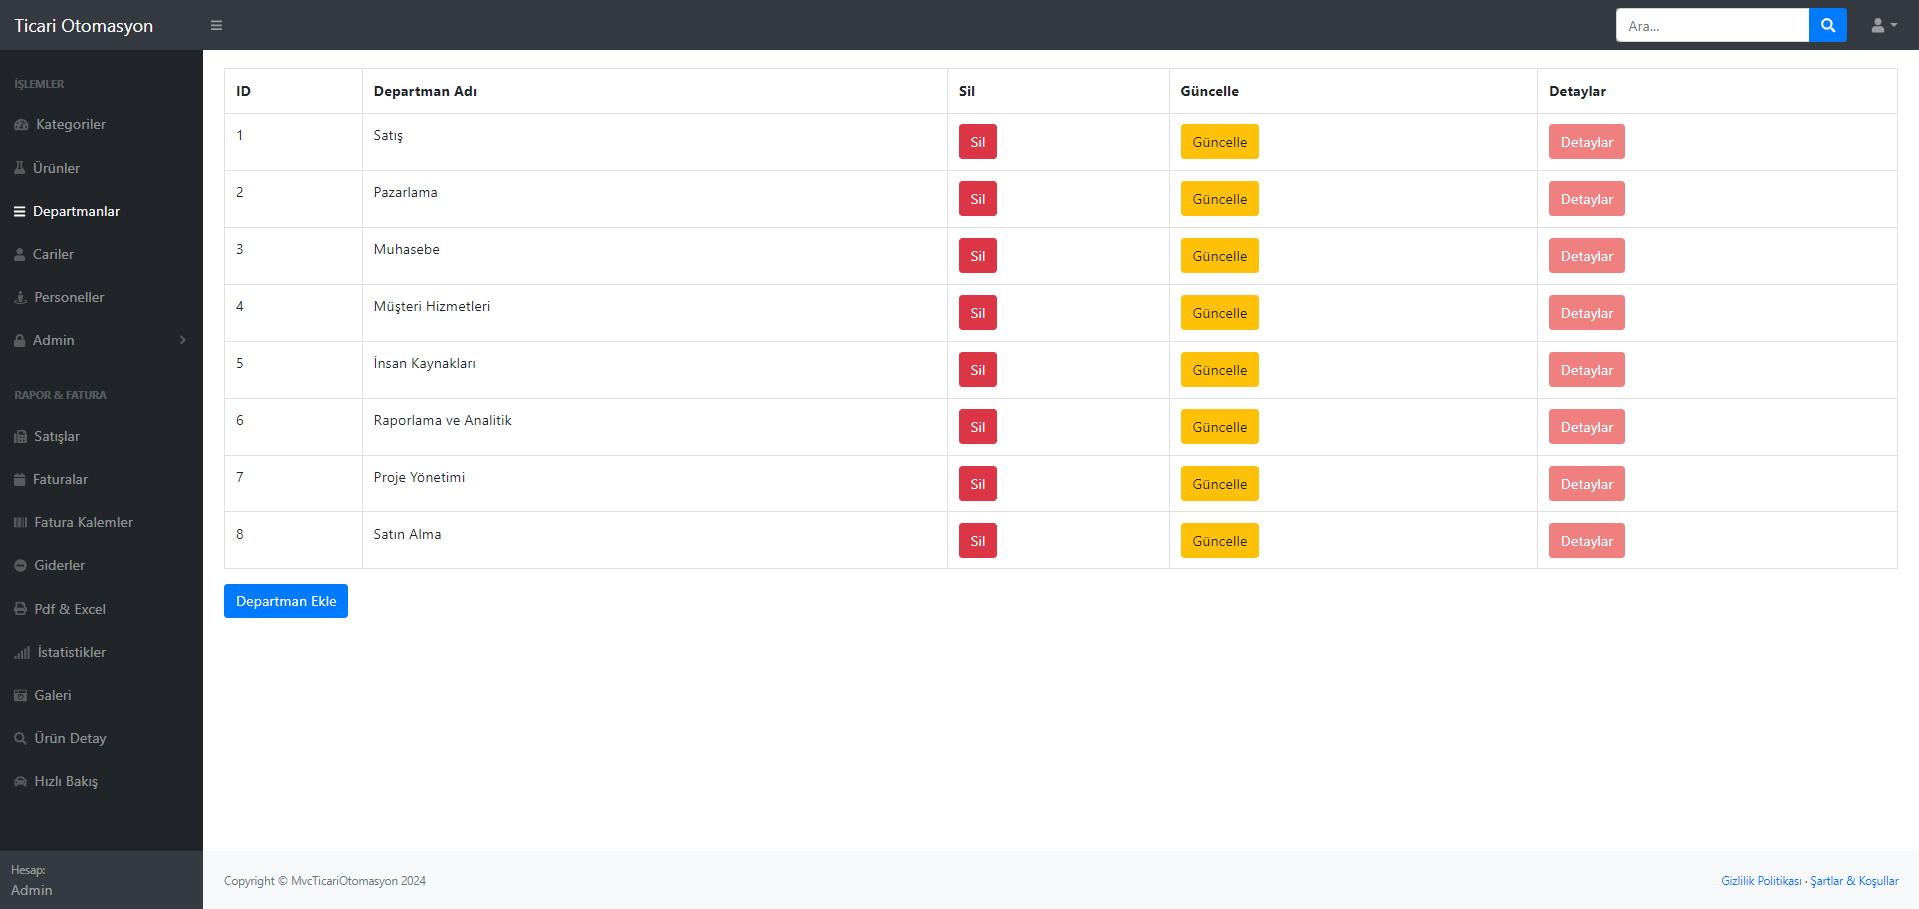 Ticari Otomasyon
Ara...
İŞLEMLER
Kategoriler
Ürünler
Departmanlar
Cariler
Personeller
Admin
RAPOR & FATURA
Satışlar
Faturalar
Fatura Kalemler
Giderler
Pdf & Excel
İstatistikler
Galeri
Ürün Detay
Hızlı Bakış
Hesap:
Admin
ID Departman Adı Sil Güncelle Detaylar
1 Satış Sil Güncelle Detaylar
2 Pazarlama Sil Güncelle Detaylar
3 Muhasebe Sil Güncelle Detaylar
4 Müşteri Hizmetleri Sil Güncelle Detaylar
5 İnsan Kaynakları Sil Güncelle Detaylar
6 Raporlama ve Analitik Sil Güncelle Detaylar
7 Proje Yönetimi Sil Güncelle Detaylar
8 Satın Alma Sil Güncelle Detaylar
Departman Ekle
Copyright © MvcTicariOtomasyon 2024
Gizlilik Politikası · Şartlar & Koşullar